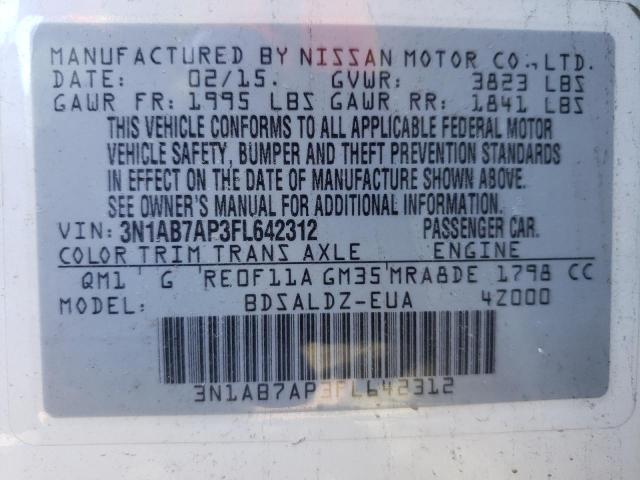 MANUFACTURED BY NISSAN MOTOR CO., LTD.
DATE: 02/15. GVWR: 3823 LBS
GAWR FR: 1995 LBS GAWR RR: 1841 LBS
THIS VEHICLE CONFORMS TO ALL APPLICABLE FEDERAL MOTOR
VEHICLE SAFETY, BUMPER AND THEFT PREVENTION STANDARDS
IN EFFECT ON THE DATE OF MANUFACTURE SHOWN ABOVE.
SEE OWNER'S MANUAL FOR ADDITIONAL INFORMATION.
VIN: 3N1AB7AP3FL642312 PASSENGER CAR.
COLOR TRIM TRANS AXLE ENGINE
QM1 G RE0F11A GM35 MRA8DE 1798 CC
MODEL: BDSALDZ-EUA 4Z000
3N1AB7AP3FL642312